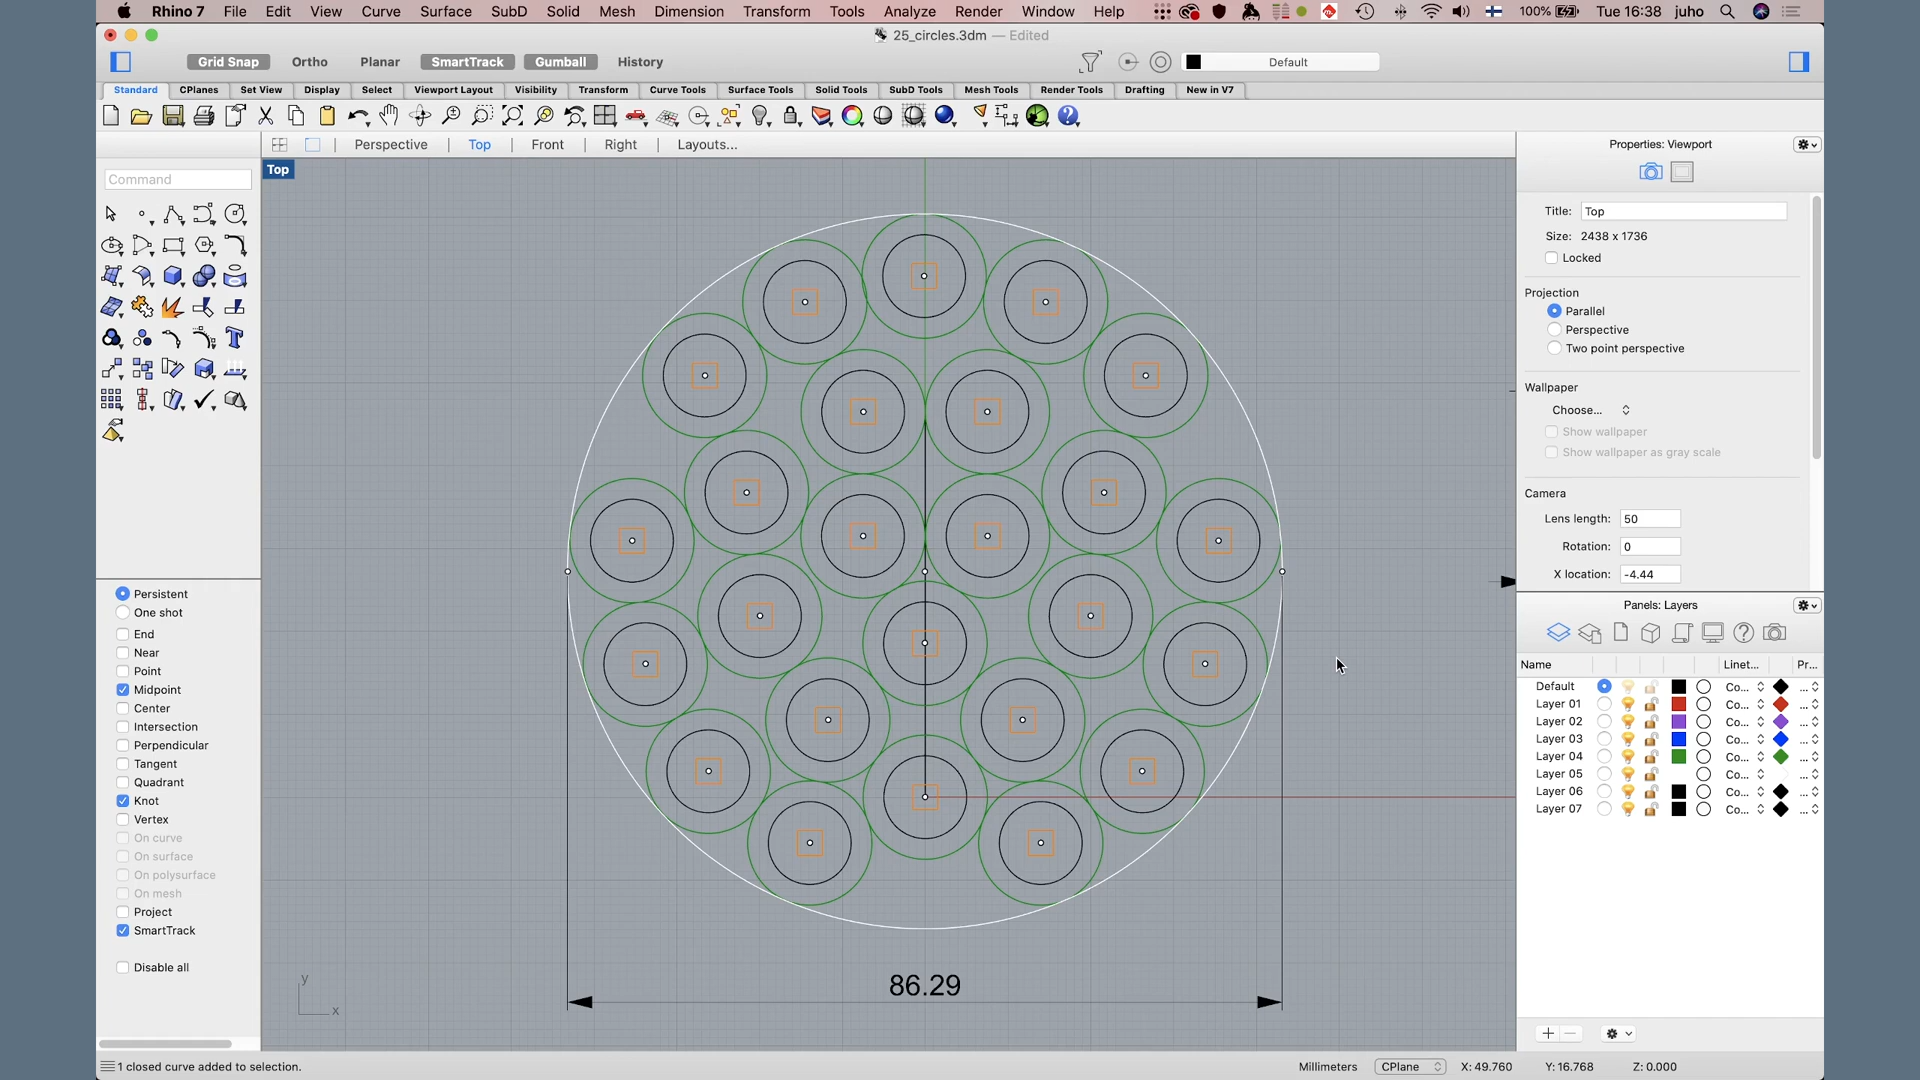 Rhino 7 File Edit View Curve Surface SubD Solid Mesh Dimension Transform Tools Analyze Render Window Help 100% Tue 16:38 juho
25_circles.3dm — Edited
Grid Snap Ortho Planar SmartTrack Gumball History Default
Standard CPlanes Set View Display Select Viewport Layout Visibility Transform Curve Tools Surface Tools Solid Tools SubD Tools Mesh Tools Render Tools Drafting New in V7
Perspective Top Front Right Layouts...
Top
Command
Persistent
One shot
End
Near
Point
Midpoint
Center
Intersection
Perpendicular
Tangent
Quadrant
Knot
Vertex
On curve
On surface
On polysurface
On mesh
Project
SmartTrack
Disable all
y
x
86.29
Properties: Viewport
Title: Top
Size: 2438 x 1736
Locked
Projection
Parallel
Perspective
Two point perspective
Wallpaper
Choose...
Show wallpaper
Show wallpaper as gray scale
Camera
Lens length: 50
Rotation: 0
X location: -4.44
Panels: Layers
Name Linet... Pr...
Default Co... ...
Layer 01 Co... ...
Layer 02 Co... ...
Layer 03 Co... ...
Layer 04 Co... ...
Layer 05 Co... ...
Layer 06 Co... ...
Layer 07 Co... ...
1 closed curve added to selection. Millimeters CPlane X: 49.760 Y: 16.768 Z: 0.000